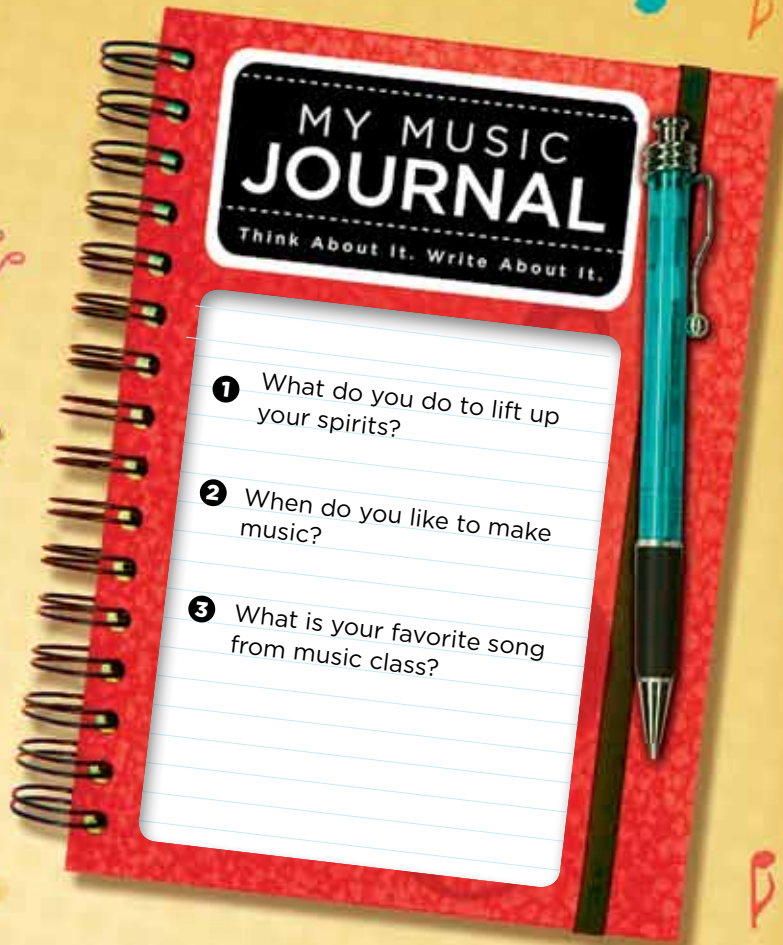 MY MUSIC
JOURNAL
Think About It. Write About It.
1 What do you do to lift up
your spirits?
2 When do you like to make
music?
3 What is your favorite song
from music class?